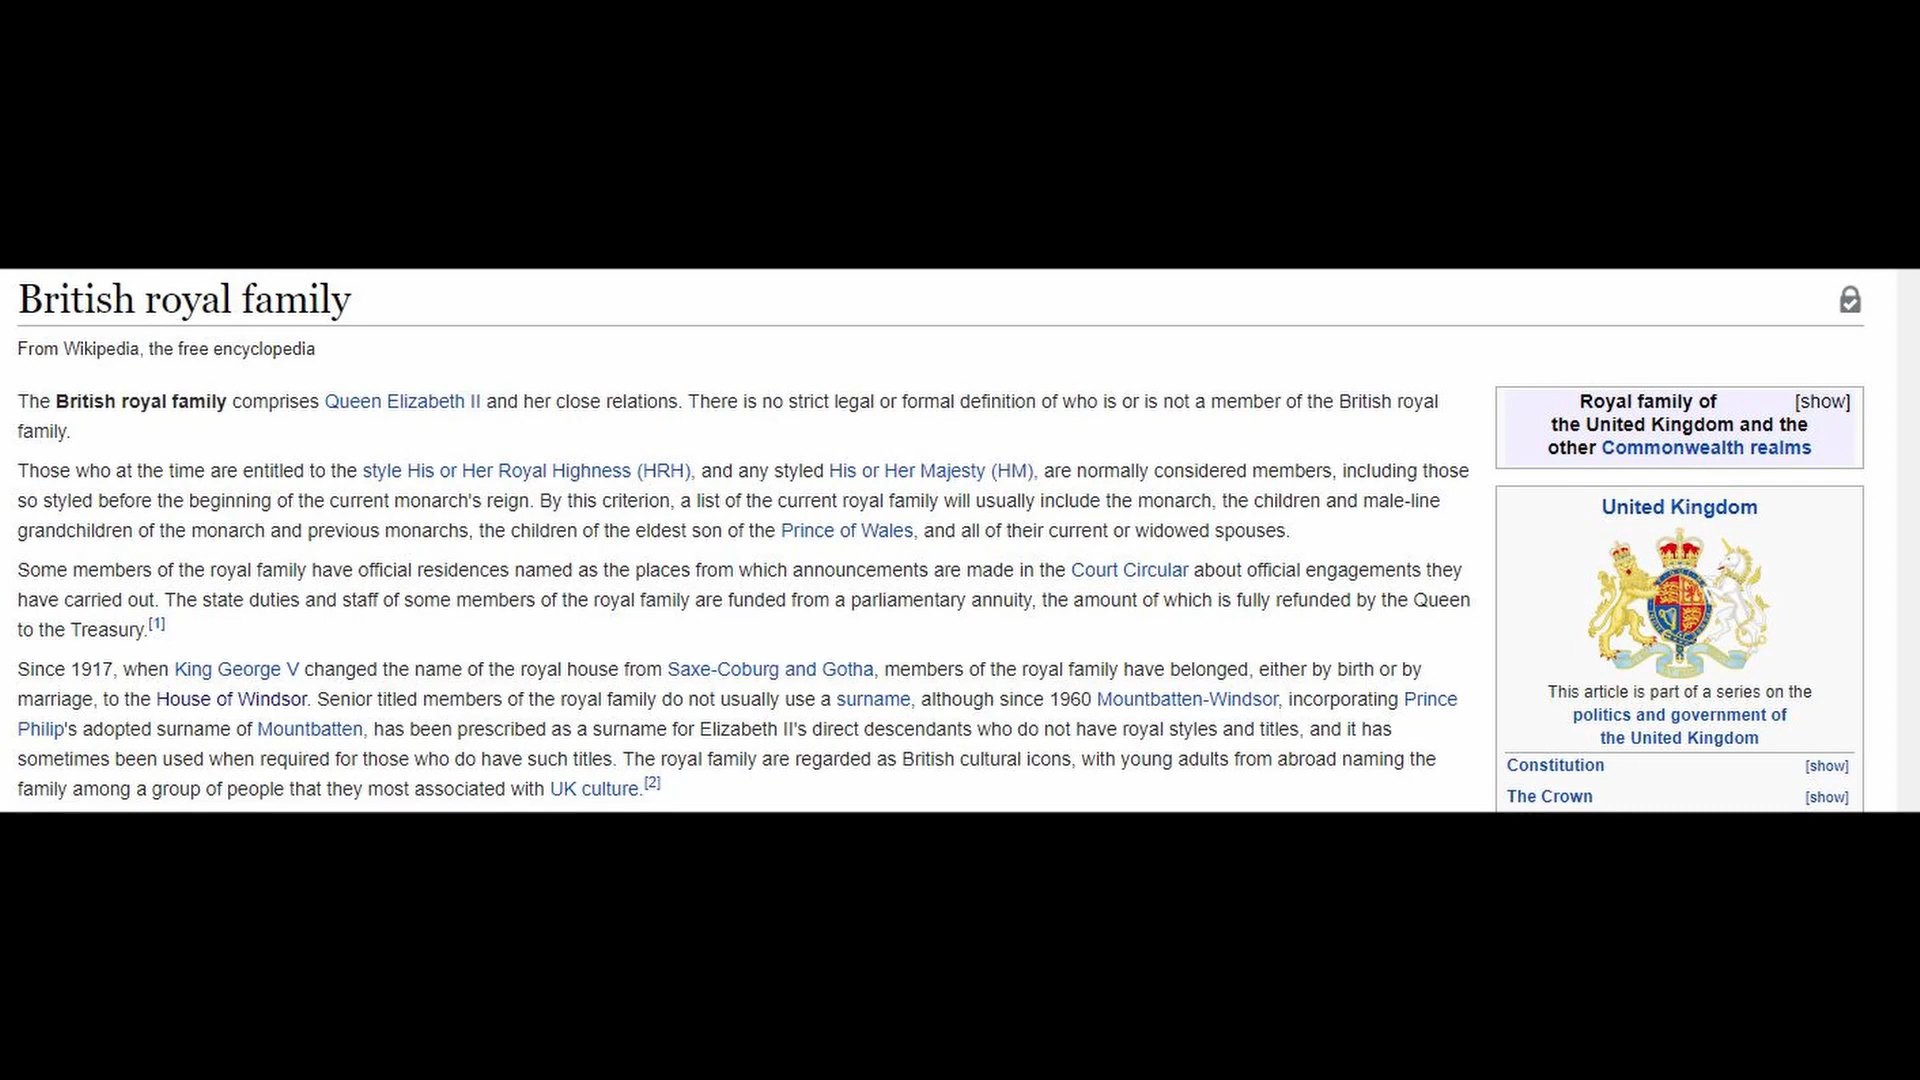 British royal family
From Wikipedia, the free encyclopedia
The British royal family comprises Queen Elizabeth II and her close relations. There is no strict legal or formal definition of who is or is not a member of the British royal
family.
Those who at the time are entitled to the style His or Her Royal Highness (HRH), and any styled His or Her Majesty (HM), are normally considered members, including those
so styled before the beginning of the current monarch's reign. By this criterion, a list of the current royal family will usually include the monarch, the children and male-line
grandchildren of the monarch and previous monarchs, the children of the eldest son of the Prince of Wales, and all of their current or widowed spouses.
Some members of the royal family have official residences named as the places from which announcements are made in the Court Circular about official engagements they
have carried out. The state duties and staff of some members of the royal family are funded from a parliamentary annuity, the amount of which is fully refunded by the Queen
to the Treasury.[1]
Since 1917, when King George V changed the name of the royal house from Saxe-Coburg and Gotha, members of the royal family have belonged, either by birth or by
marriage, to the House of Windsor. Senior titled members of the royal family do not usually use a surname, although since 1960 Mountbatten-Windsor, incorporating Prince
Philip's adopted surname of Mountbatten, has been prescribed as a surname for Elizabeth II's direct descendants who do not have royal styles and titles, and it has
sometimes been used when required for those who do have such titles. The royal family are regarded as British cultural icons, with young adults from abroad naming the
family among a group of people that they most associated with UK culture.[2]
Royal family of [show]
the United Kingdom and the
other Commonwealth realms
United Kingdom
This article is part of a series on the
politics and government of
the United Kingdom
Constitution [show]
The Crown [show]